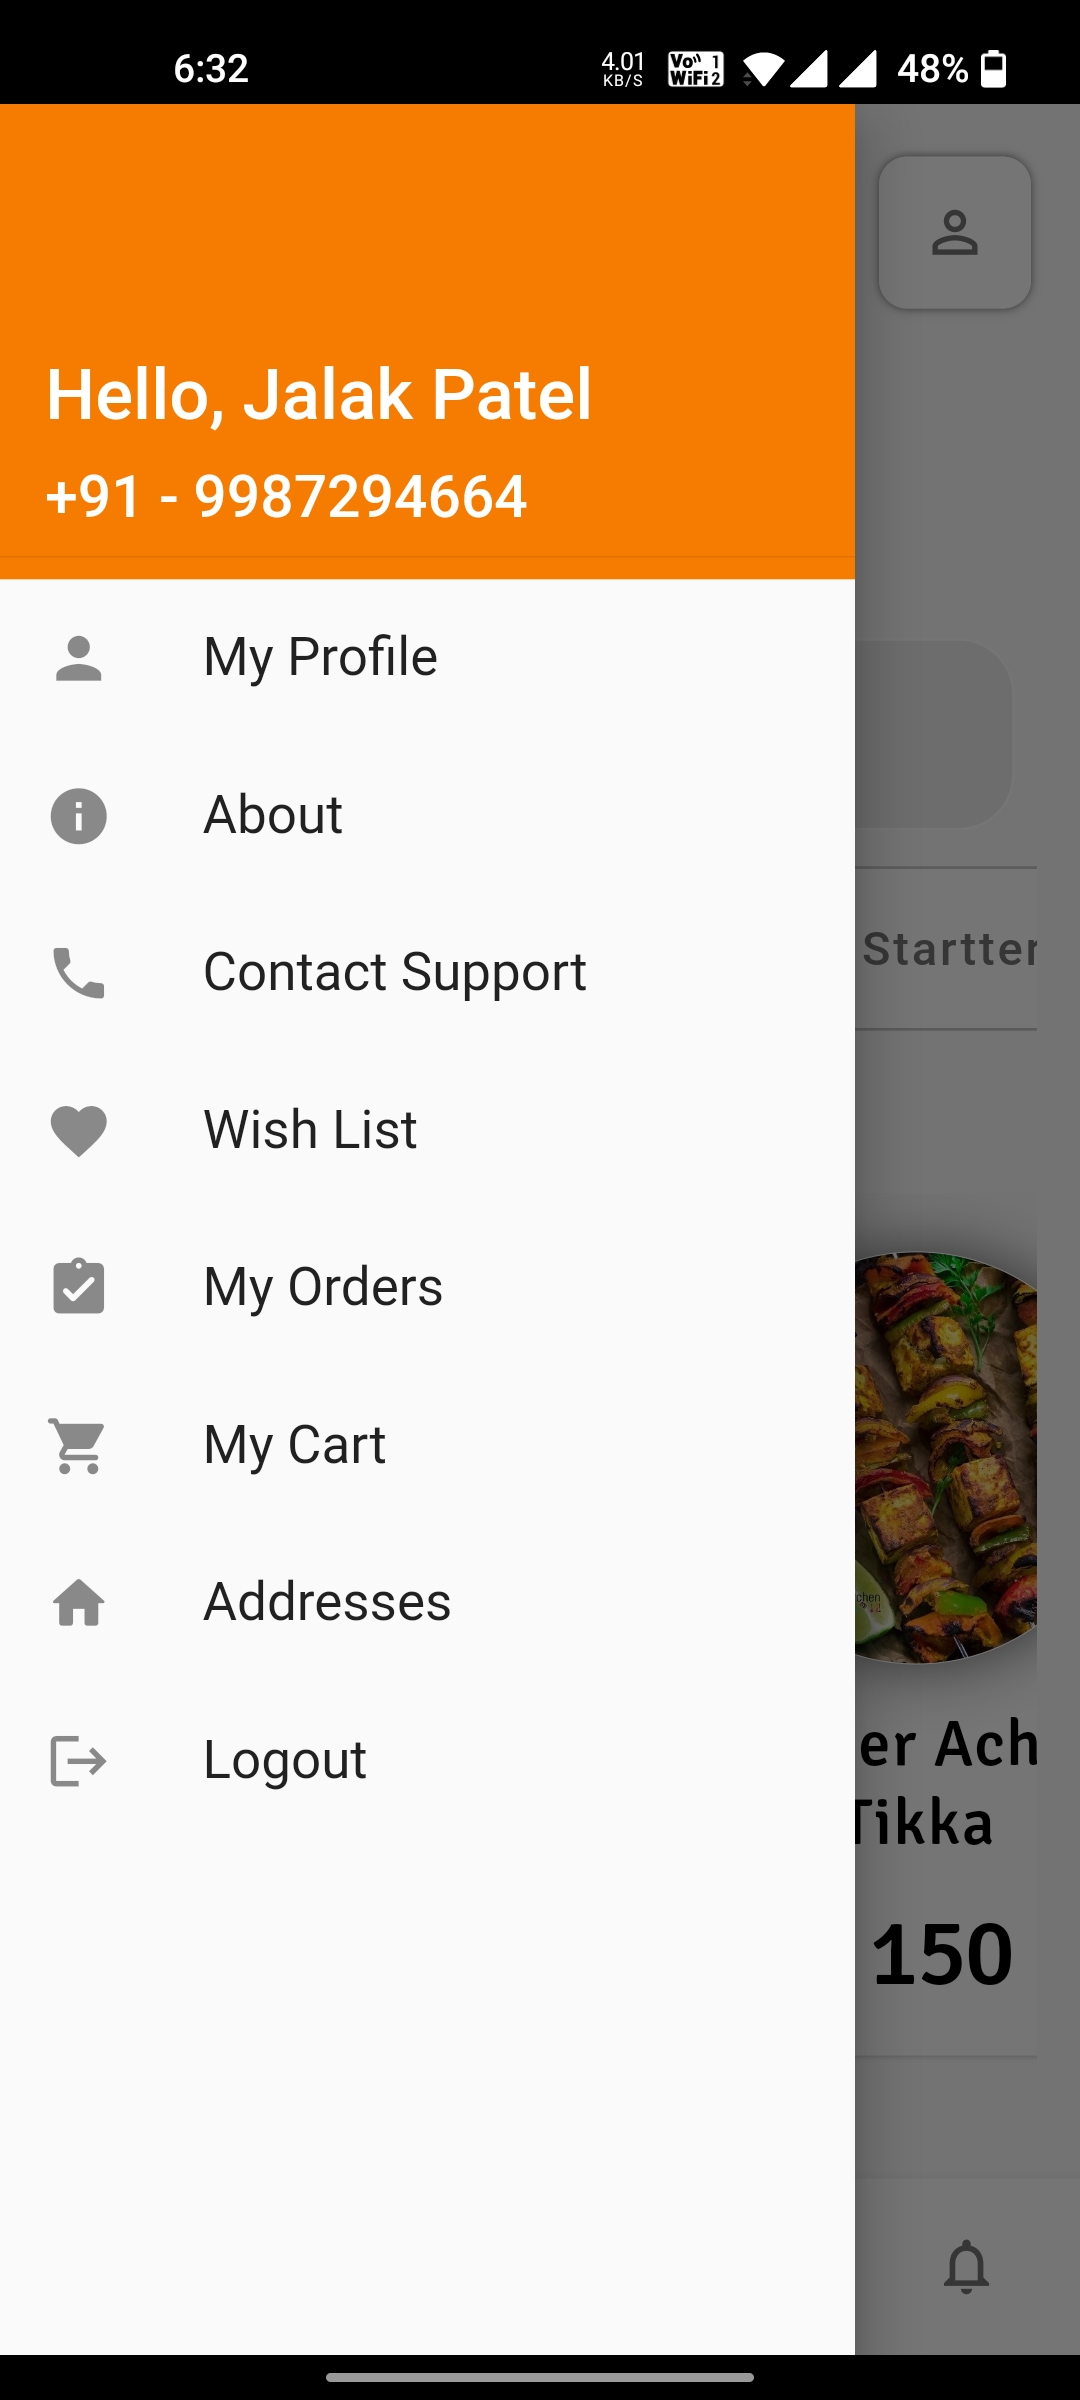 6:32
4.01
KB/S
Vo 1
WiFi 2
48%
Hello, Jalak Patel
+91 - 9987294664
My Profile
About
Contact Support
Startter
Wish List
My Orders
My Cart
Addresses
er Ach
Logout
Tikka
150